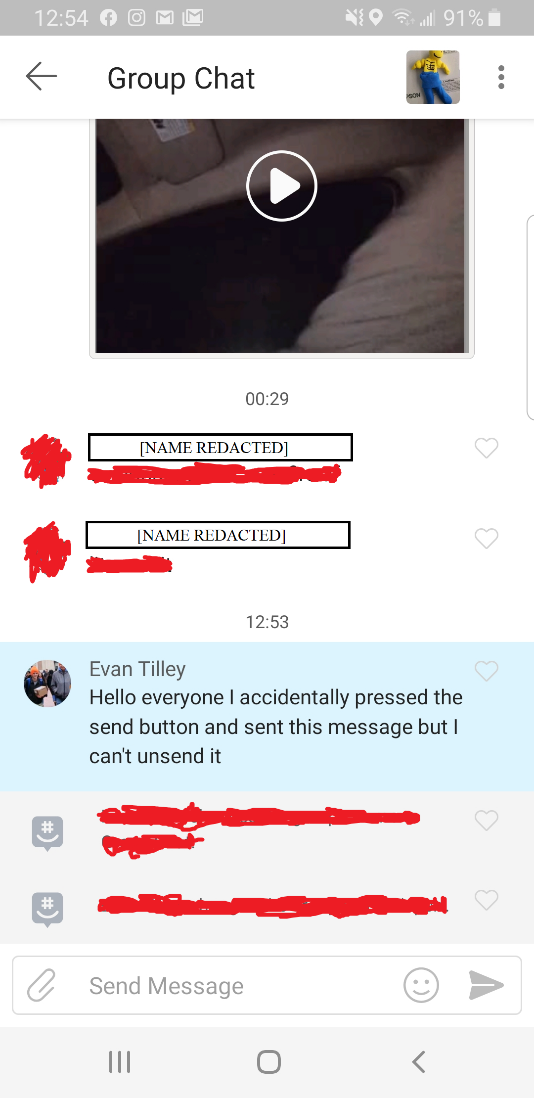 12:54
91%
Group Chat
00:29
[NAME REDACTED]
[NAME REDACTED]
12:53
Evan Tilley
Hello everyone I accidentally pressed the
send button and sent this message but I
can't unsend it
Send Message